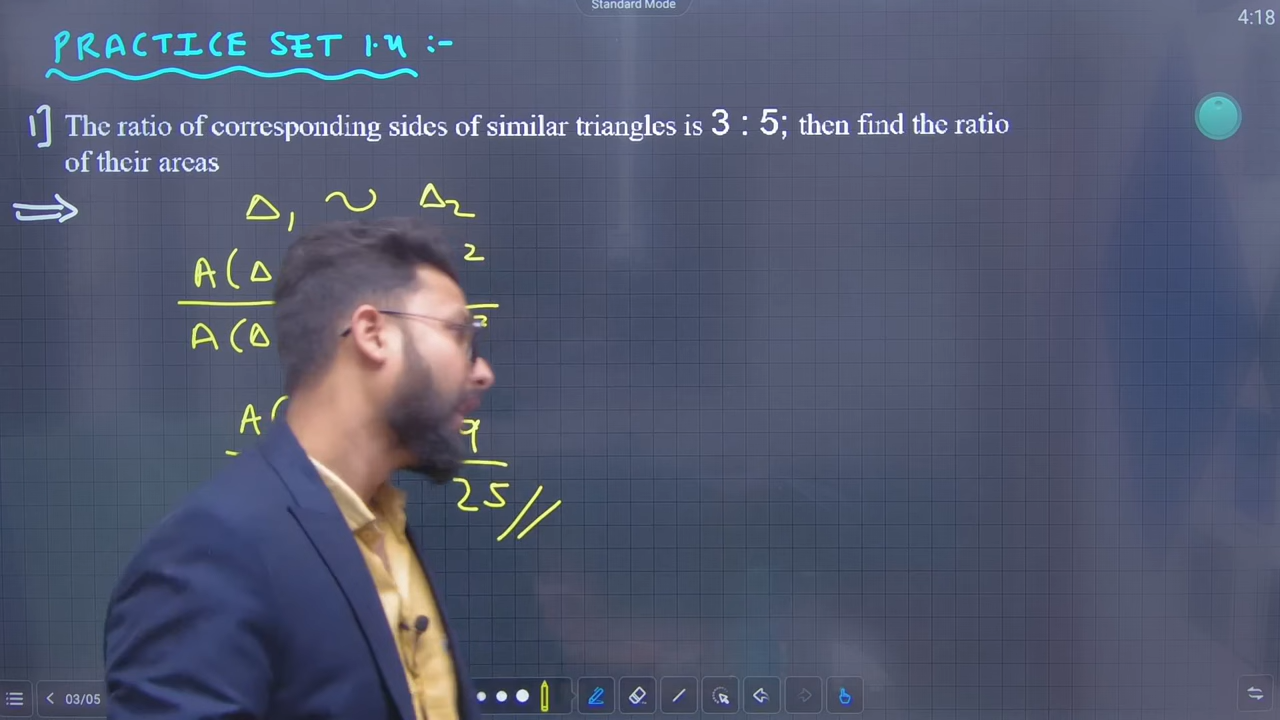 Standard Mode
4:18
PRACTICE SET 1.4 :-
1] The ratio of corresponding sides of similar triangles is 3 : 5; then find the ratio
of their areas
⇒ Δ1 ~ Δ2
A(Δ 2
A(Δ 2
A( 9
25//
03/05